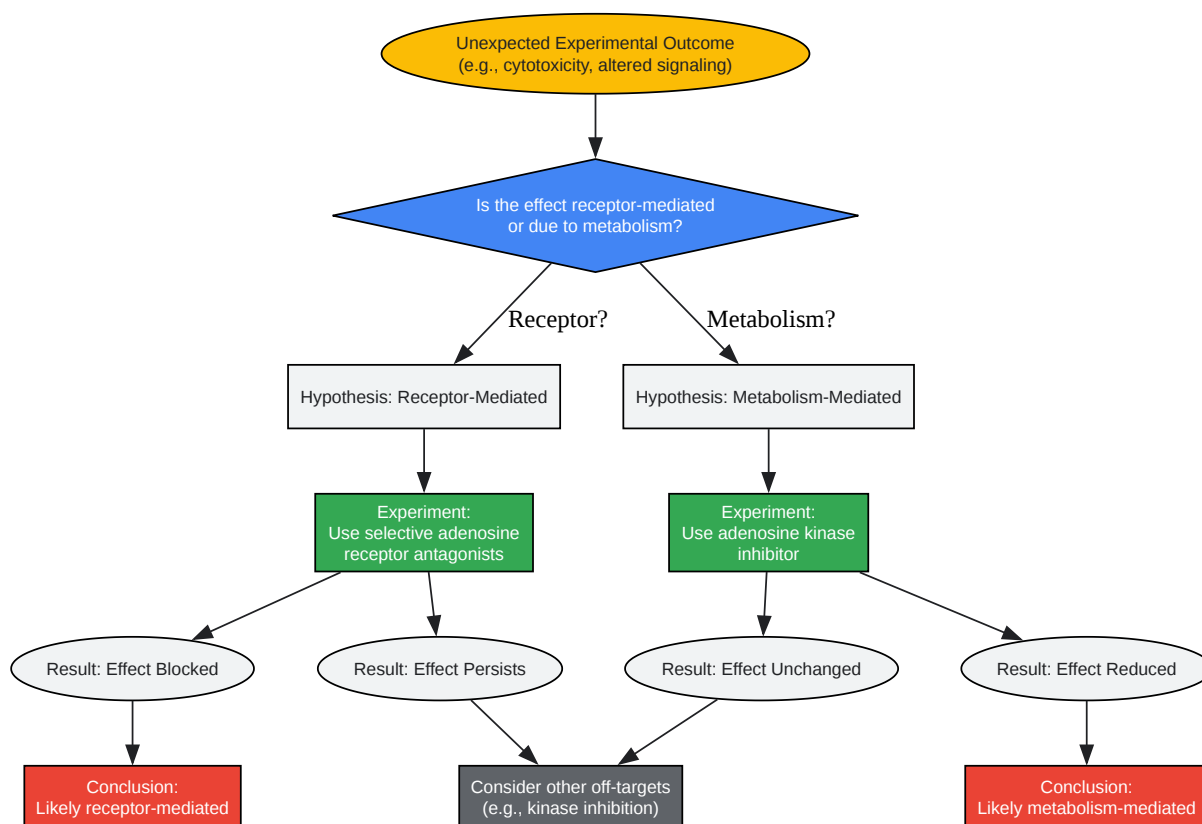 Unexpected Experimental Outcome
(e.g., cytotoxicity, altered signaling)
Is the effect receptor-mediated
or due to metabolism?
Receptor?
Metabolism?
Hypothesis: Receptor-Mediated
Hypothesis: Metabolism-Mediated
Experiment:
Use selective adenosine
receptor antagonists
Experiment:
Use adenosine kinase
inhibitor
Result: Effect Blocked
Result: Effect Persists
Result: Effect Unchanged
Result: Effect Reduced
Conclusion:
Likely receptor-mediated
Consider other off-targets
(e.g., kinase inhibition)
Conclusion:
Likely metabolism-mediated